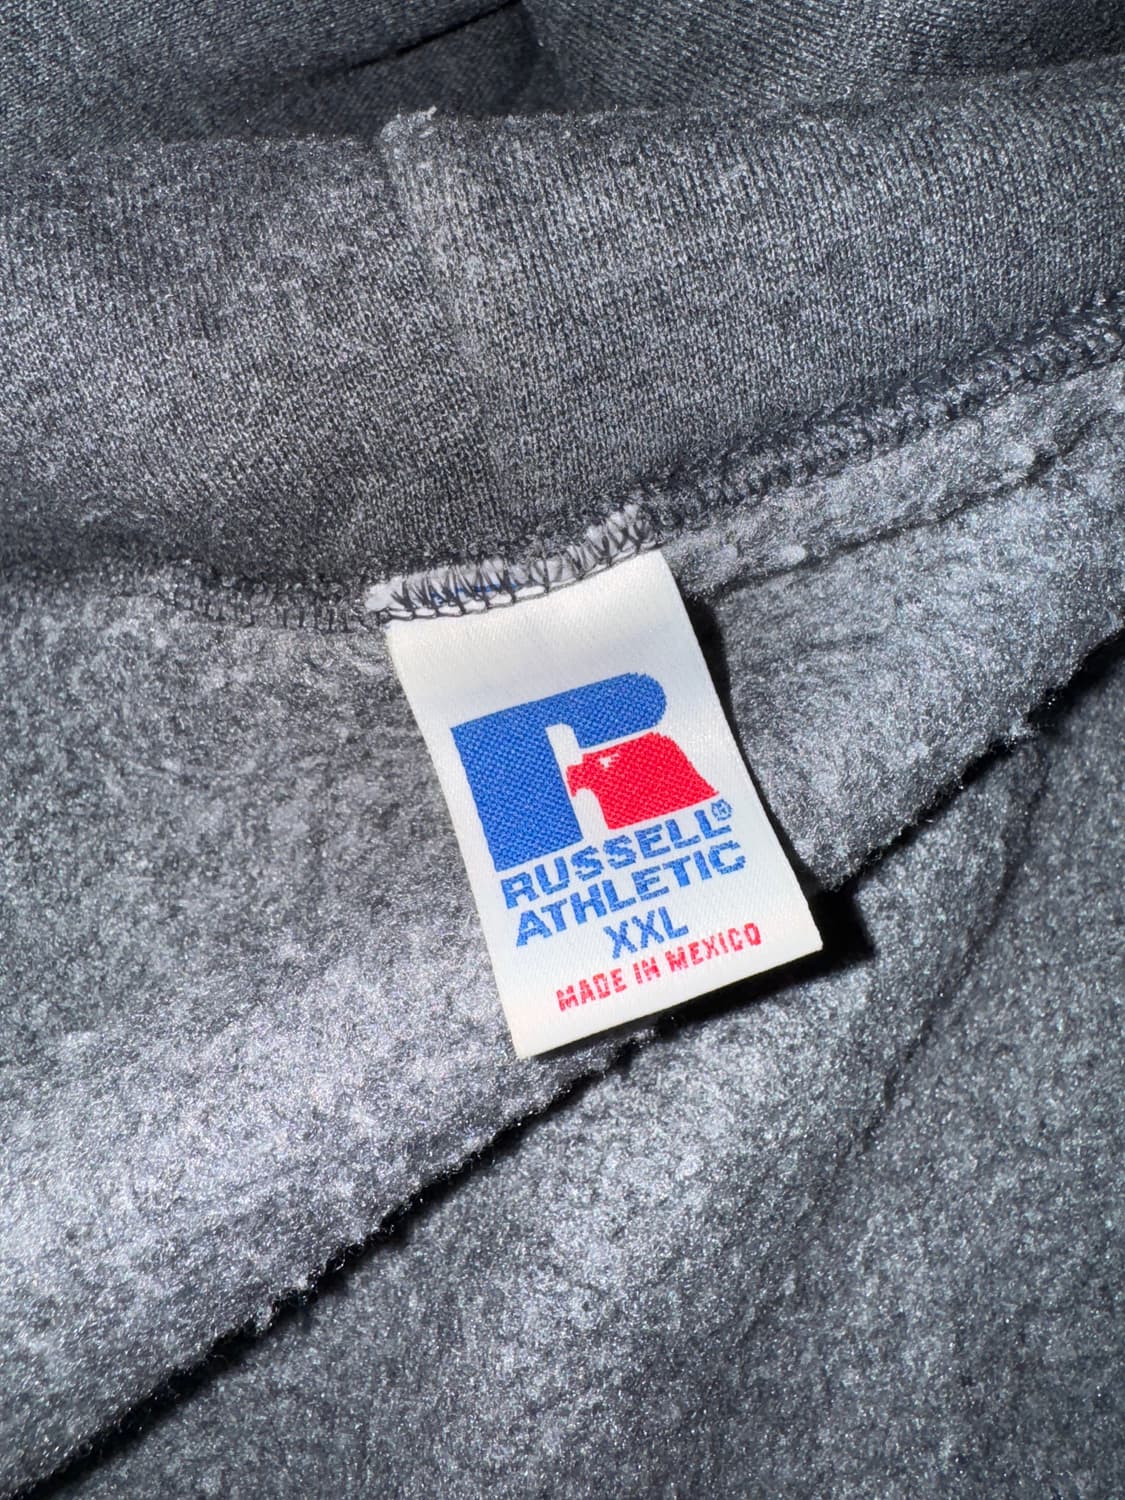 R
RUSSELL®
ATHLETIC
XXL
MADE IN MEXICO